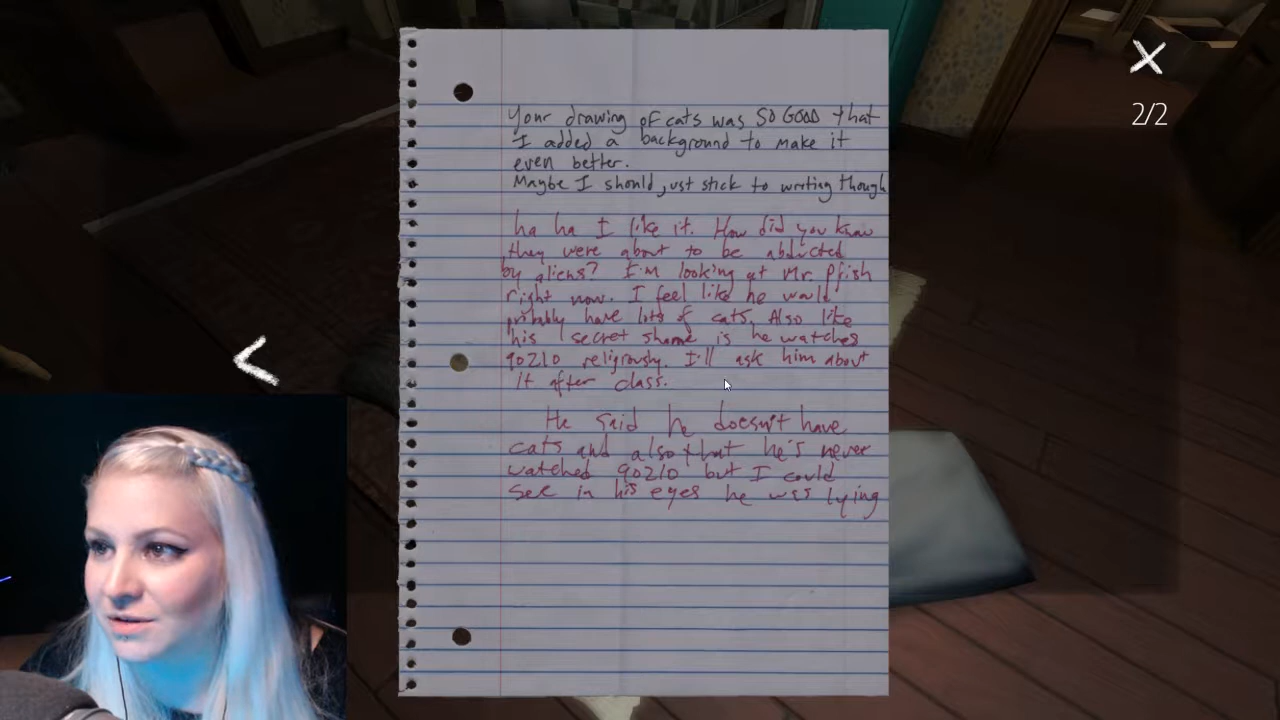 2/2
Your drawing of cats was SO GOOD that
I added a background to make it
even better.
Maybe I should just stick to writing though
ha ha I like it. How did you know
they were about to be abducted
by aliens? I'm looking at Mr. Pfish
right now. I feel like he would
probably have lots of cats. Also like
his secret shame is he watches
90210 religiously. I'll ask him about
it after class.
He said he doesn't have
cats and also that he's never
watched 90210 but I could
see in his eyes he was lying